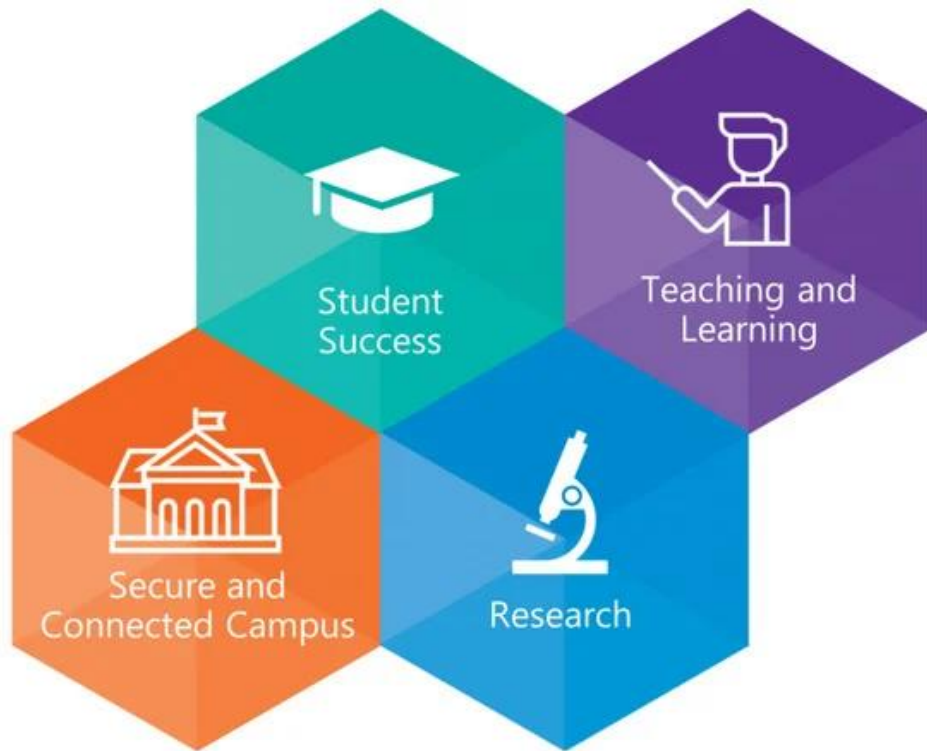 Student
Success
Teaching and
Learning
Secure and
Connected Campus
Research